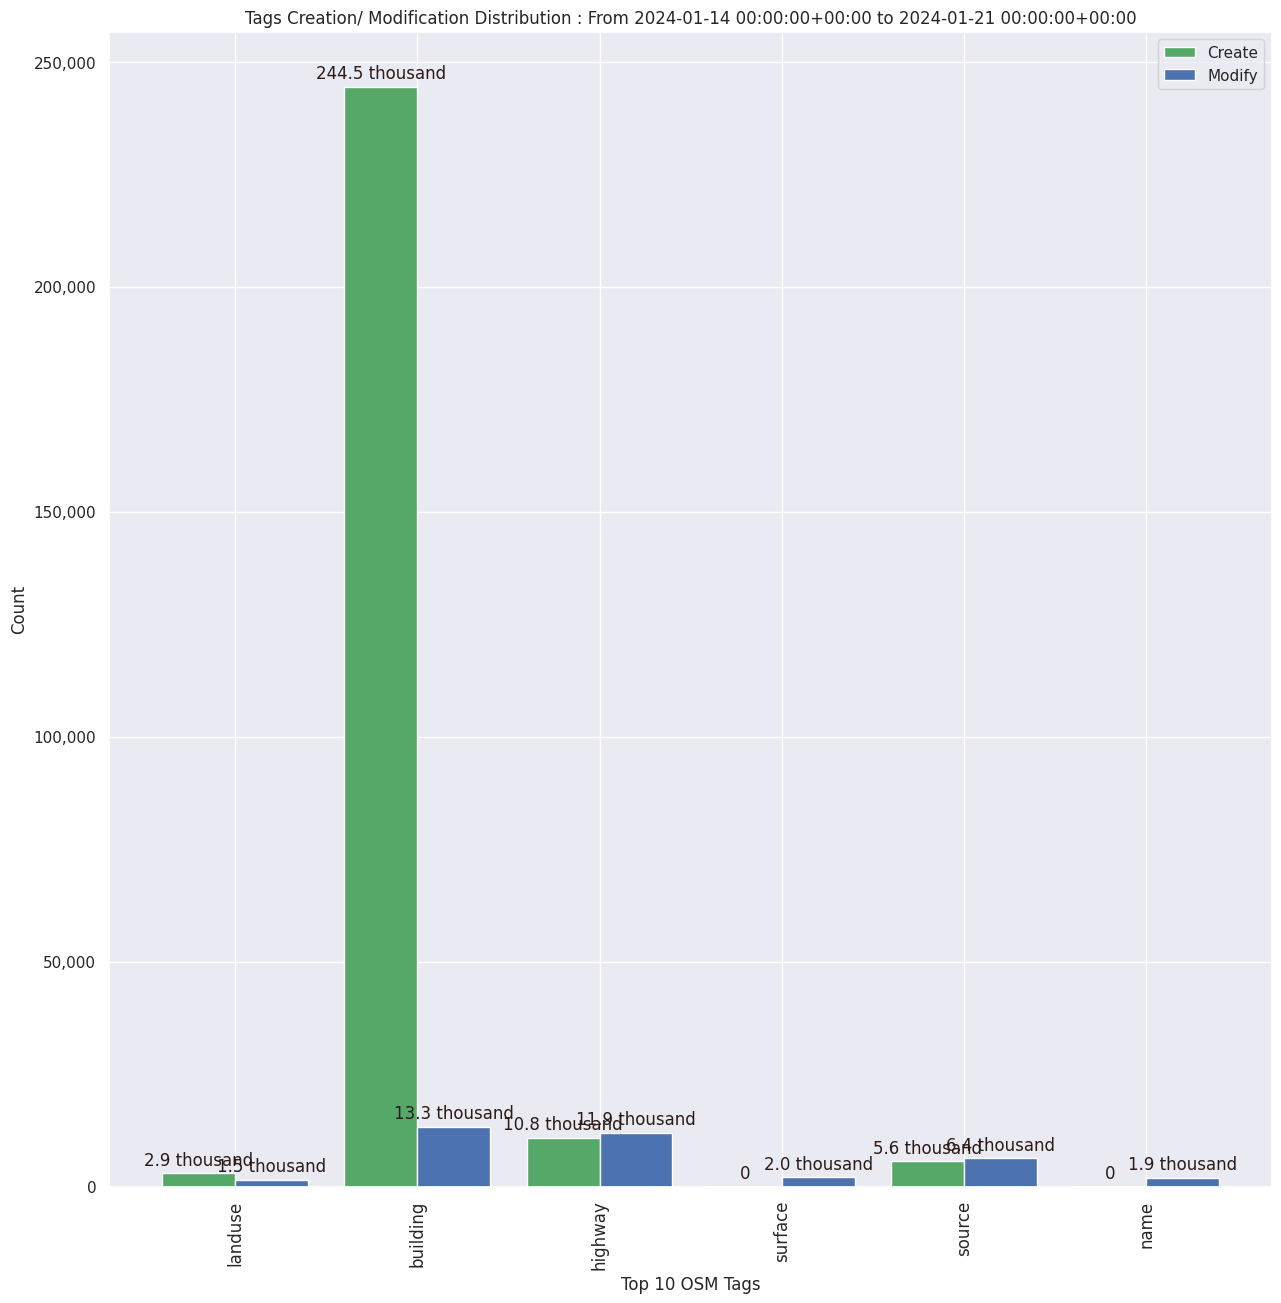 Tags Creation/ Modification Distribution : From 2024-01-14 00:00:00+00:00 to 2024-01-21 00:00:00+00:00
Create
Modify
250,000
200,000
150,000
100,000
50,000
0
Count
244.5 thousand
13.3 thousand
10.8 thousand
11.9 thousand
2.9 thousand
1.5 thousand
0
2.0 thousand
5.6 thousand
6.4 thousand
0
1.9 thousand
landuse
building
highway
surface
source
name
Top 10 OSM Tags